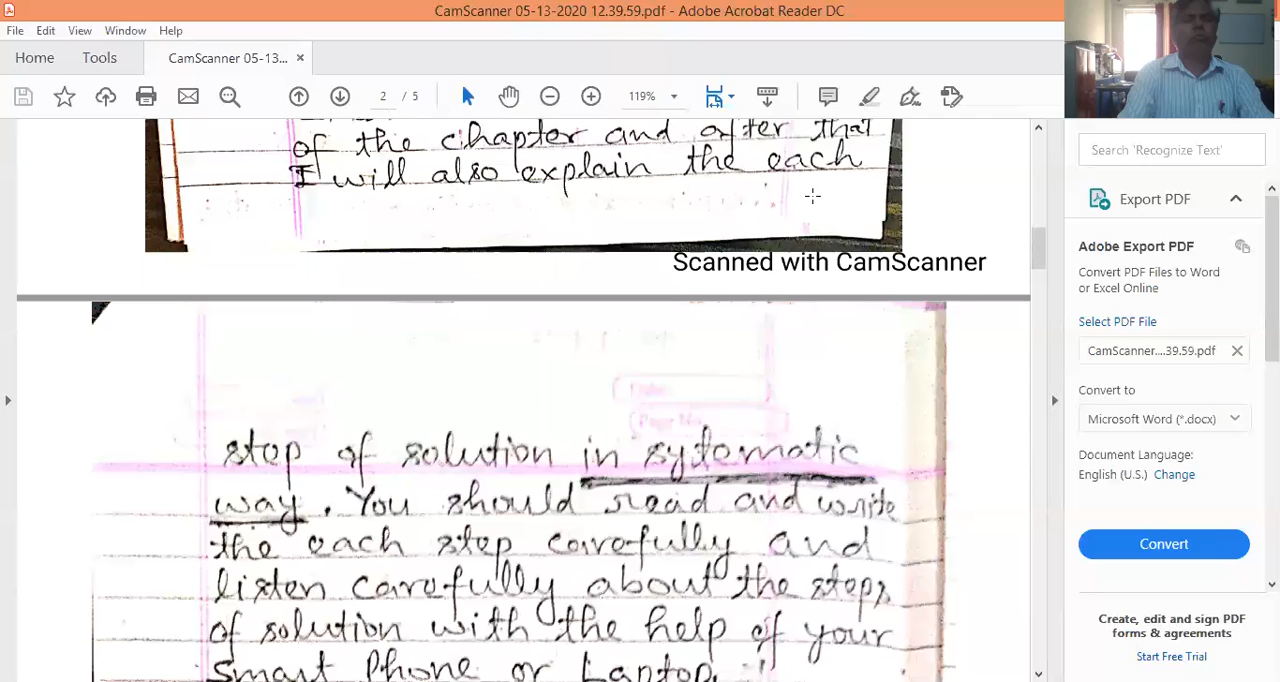 CamScanner 05-13-2020 12.39.59.pdf - Adobe Acrobat Reader DC
File Edit View Window Help
Home Tools CamScanner 05-13... ×
2 / 5 119%
of the chapter and after that
I will also explain the each
Scanned with CamScanner
step of solution in sytematic
way. You should read and write
the each step carefully and
listen carefully about the steps
of solution with the help of your
Smart Phone or Laptop.
Search 'Recognize Text'
Export PDF
Adobe Export PDF
Convert PDF Files to Word
or Excel Online
Select PDF File
CamScanner....39.59.pdf
Convert to
Microsoft Word (*.docx)
Document Language:
English (U.S.) Change
Convert
Create, edit and sign PDF
forms & agreements
Start Free Trial